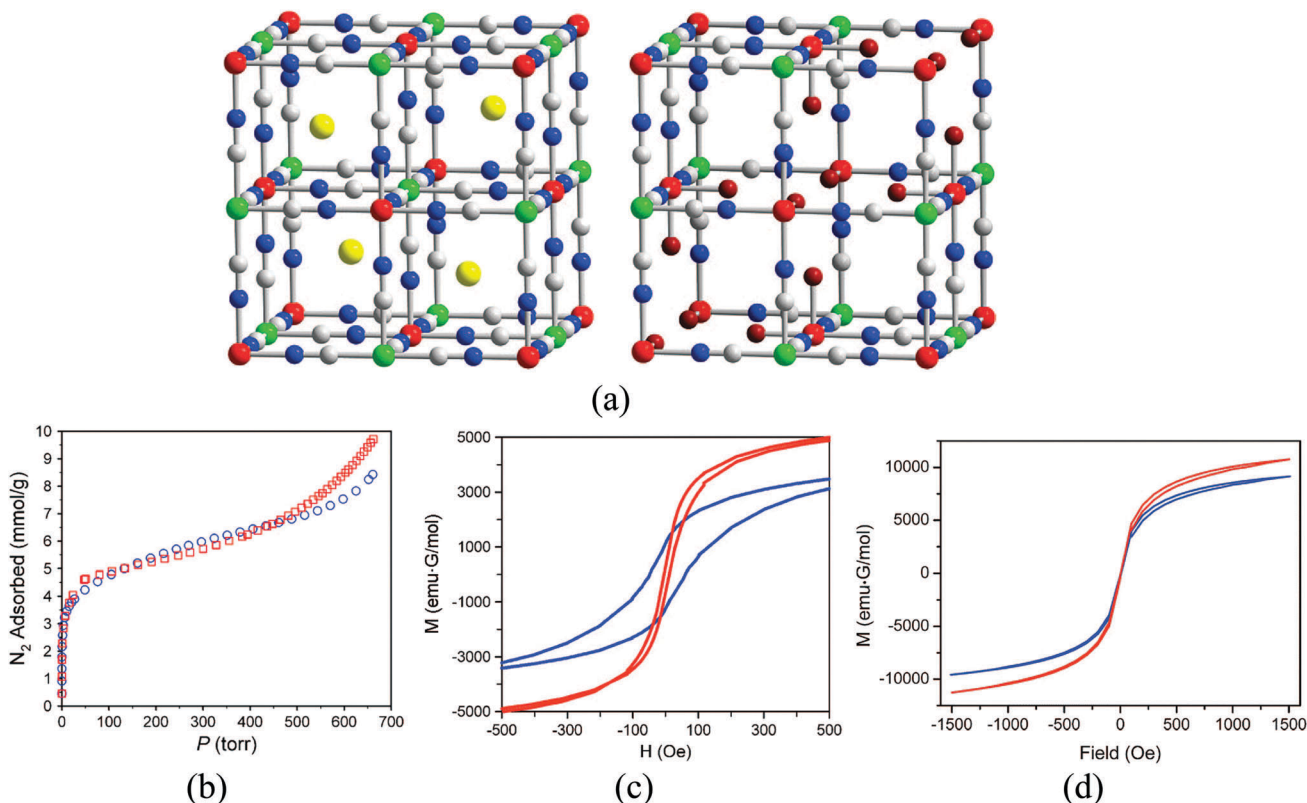 (a)
N₂ Adsorbed (mmol/g)
10
9
8
7
6
5
4
3
2
1
0
0 100 200 300 400 500 600 700
P (torr)
(b)
M (emu·G/mol)
5000
3000
1000
-1000
-3000
-5000
-500 -300 -100 100 300 500
H (Oe)
(c)
M (emu·G/mol)
10000
5000
0
-5000
-10000
-1500 -1000 -500 0 500 1000 1500
Field (Oe)
(d)